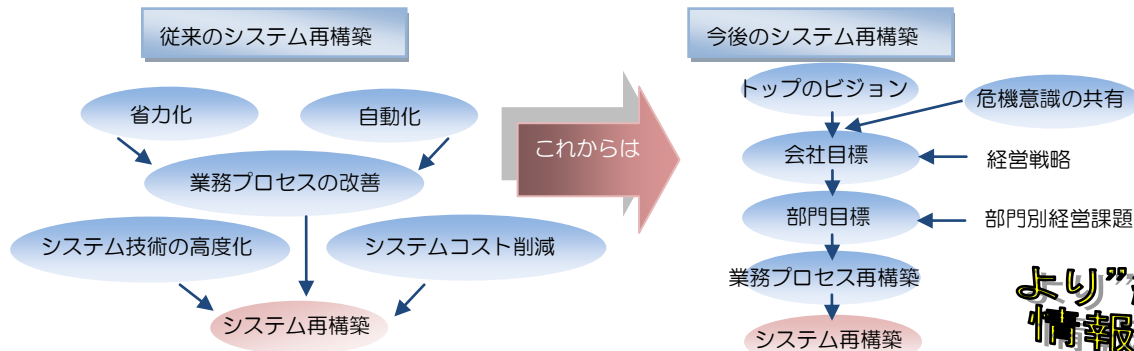 従来のシステム再構築
省力化
自動化
業務プロセスの改善
システム技術の高度化
システムコスト削減
システム再構築
これからは
今後のシステム再構築
トップのビジョン
危機意識の共有
会社目標
経営戦略
部門目標
部門別経営課題
業務プロセス再構築
システム再構築
より”
情報